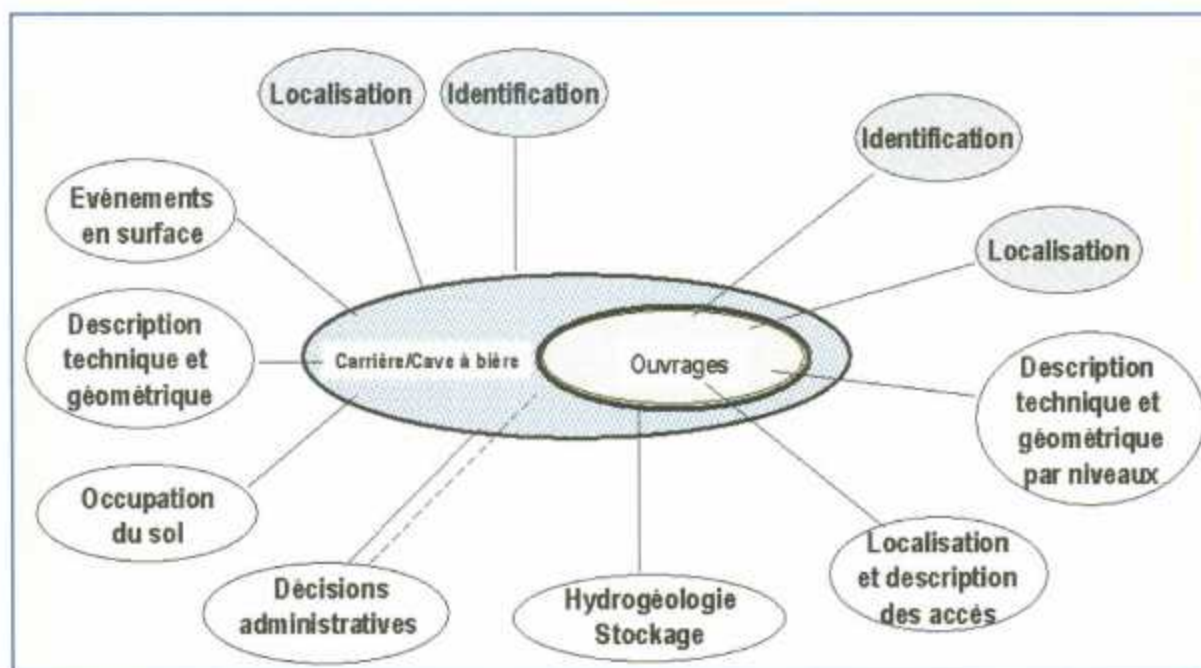 Localisation
Identification
Identification
Evènements
en surface
Localisation
Description
technique et
géométrique
Carrière/Cave à bière
Ouvrages
Description
technique et
géométrique
par niveaux
Occupation
du sol
Localisation
et description
des accès
Décisions
administratives
Hydrogéologie
Stockage